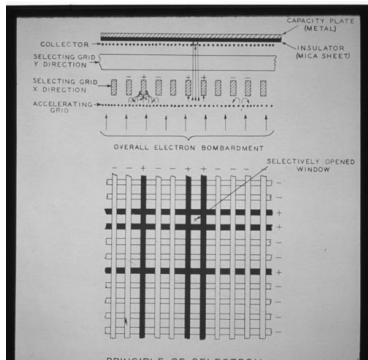 CAPACITY PLATE
(METAL)
COLLECTOR
INSULATOR
(MICA SHEET)
SELECTING GRID
Y DIRECTION
SELECTING GRID
X DIRECTION
- - + - - + + - - - -
ACCELERATING
GRID
OVERALL ELECTRON BOMBARDMENT
SELECTIVELY OPENED
WINDOW
- - + - - + + - - - -
-
-
+
+
-
-
-
+
-
-
-
-
PRINCIPLE OF SELECTRON